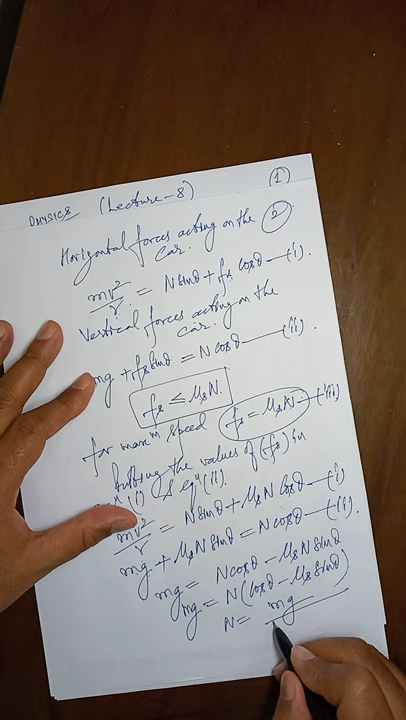 PHYSICS (Lecture-8) ①
Horizontal forces acting on the ②
car.
mv²/r = N sinθ + fs cosθ —(i).
Vertical forces acting on the
car.
mg + fs sinθ = N cosθ —(ii).
fs ≤ μsN.
for maxᵐ speed fs = μsN —(iii)
putting the values of (fs) in
eqⁿ (i) & eqⁿ (ii).
mv²/r = N sinθ + μsN cosθ —(i)
mg + μsN sinθ = N cosθ —(ii).
mg = N cosθ - μsN sinθ
mg = N(cosθ - μs sinθ)
N = mg